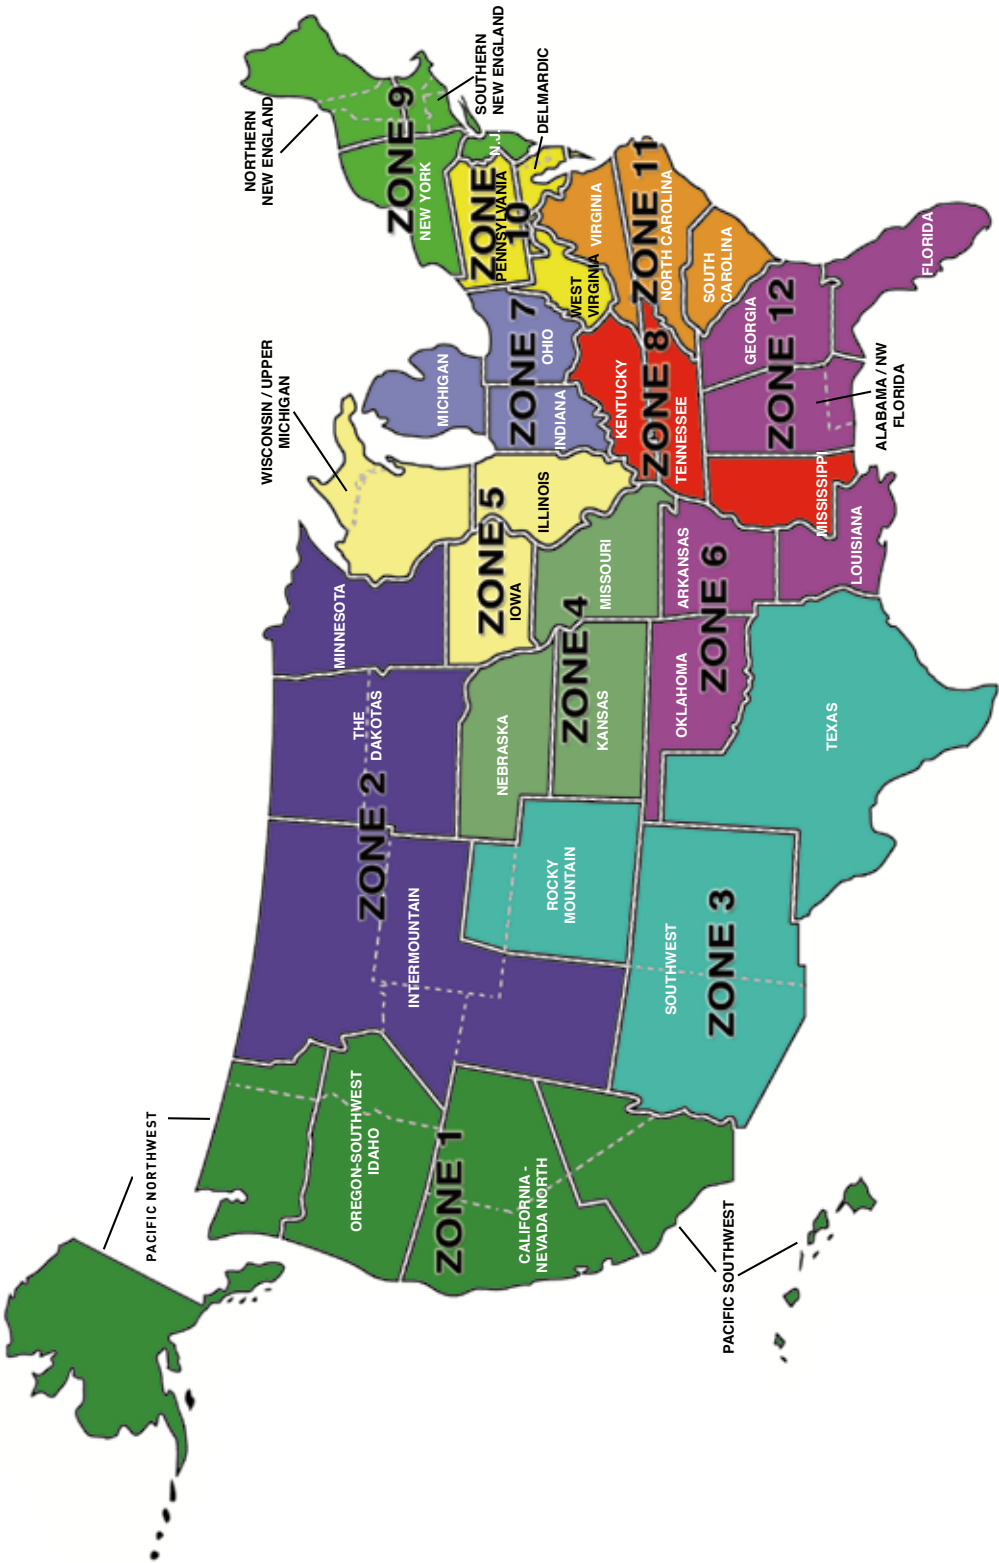 PACIFIC NORTHWEST
OREGON-SOUTHWEST
IDAHO
ZONE 1
CALIFORNIA -
NEVADA NORTH
PACIFIC SOUTHWEST
ZONE 2
INTERMOUNTAIN
THE
DAKOTAS
MINNESOTA
ROCKY
MOUNTAIN
SOUTHWEST
ZONE 3
TEXAS
NEBRASKA
ZONE 4
KANSAS
MISSOURI
WISCONSIN / UPPER
MICHIGAN
ZONE 5
IOWA
ILLINOIS
OKLAHOMA
ARKANSAS
ZONE 6
LOUISIANA
MICHIGAN
ZONE 7
INDIANA
OHIO
KENTUCKY
ZONE 8
TENNESSEE
MISSISSIPPI
NORTHERN
NEW ENGLAND
ZONE 9
NEW YORK
SOUTHERN
NEW ENGLAND
N.J.
ZONE
10
PENNSYLVANIA
DELMARDIC
WEST
VIRGINIA
VIRGINIA
ZONE 11
NORTH CAROLINA
SOUTH
CAROLINA
GEORGIA
ZONE 12
ALABAMA / NW
FLORIDA
FLORIDA